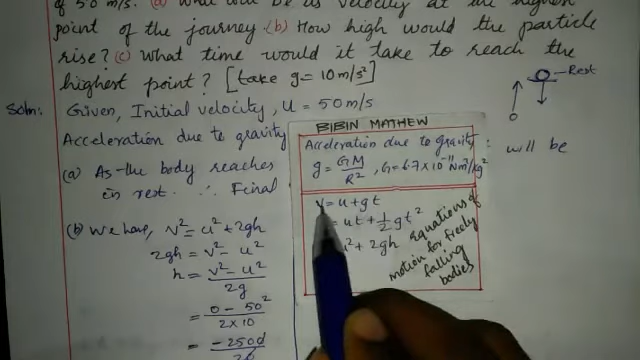 of 50 m/s. (a) What will be its velocity at the highest
point of the journey. (b) How high would the particle
rise? (c) What time would it take to reach the
highest point? [take g = 10 m/s²]
Rest
Soln: Given, Initial velocity, u = 50 m/s
Acceleration due to gravity
will be
(a) As the body reaches
in rest. ∴ Final
(b) We have, v² = u² + 2gh
2gh = v² - u²
h = v² - u² / 2g
= 0 - 50² / 2 × 10
= -2500 / 20
BIBIN MATHEW
Acceleration due to gravity :
g = GM / R², G = 6.7 × 10⁻¹¹ Nm²/kg²
v = u + gt
= ut + 1/2 gt²
u² + 2gh
Equations of
motion for freely
falling
bodies